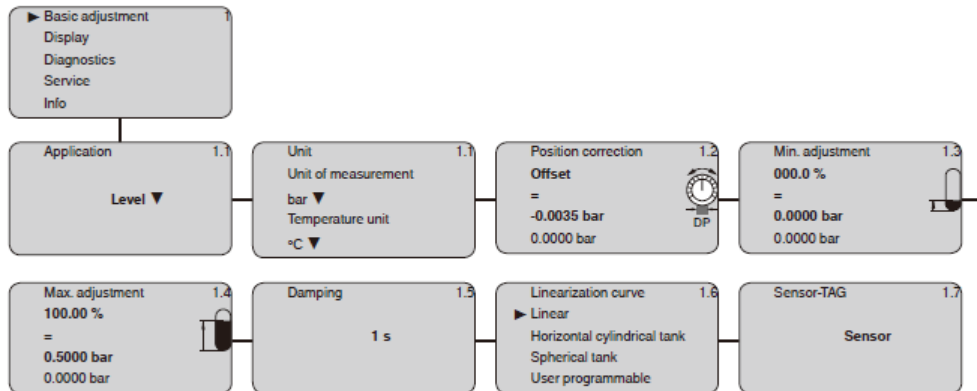 ▶ Basic adjustment 1
Display
Diagnostics
Service
Info
Application 1.1
Level ▼
Unit 1.1
Unit of measurement
bar ▼
Temperature unit
°C ▼
Position correction 1.2
Offset
=
-0.0035 bar
0.0000 bar
DP
Min. adjustment 1.3
000.0 %
=
0.0000 bar
0.0000 bar
Max. adjustment 1.4
100.00 %
=
0.5000 bar
0.0000 bar
Damping 1.5
1 s
Linearization curve 1.6
▶ Linear
Horizontal cylindrical tank
Spherical tank
User programmable
Sensor-TAG 1.7
Sensor